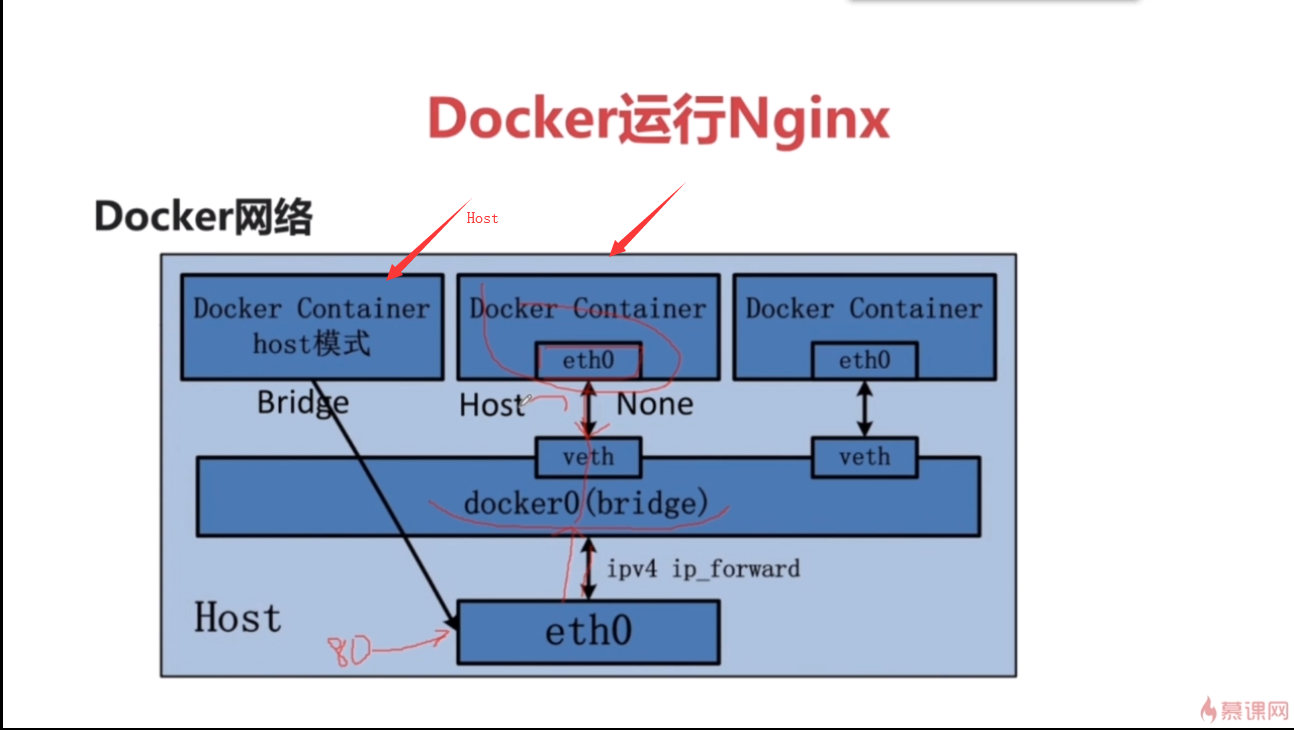 Docker运行Nginx
Docker网络
Host
Docker Container
host模式
Docker Container
eth0
Docker Container
eth0
Bridge
Host
None
veth
veth
docker0(bridge)
ipv4 ip_forward
Host
eth0
80
慕课网